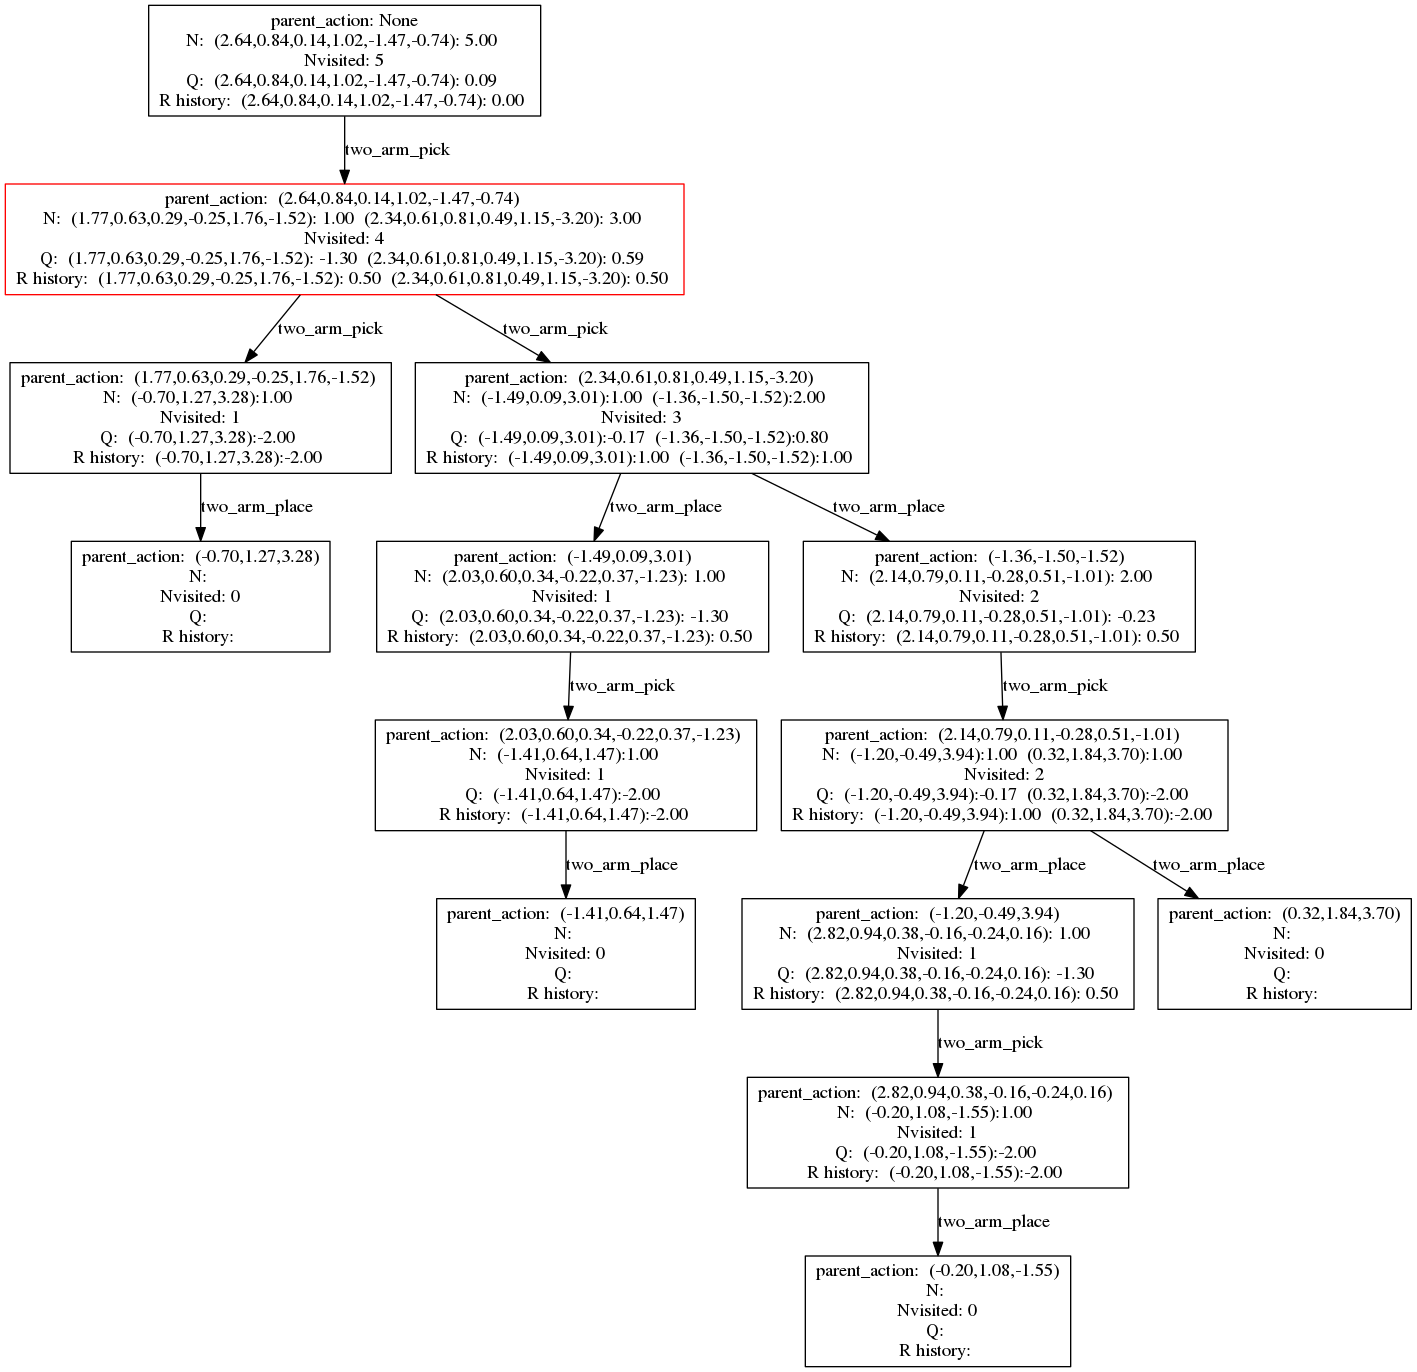 parent_action: None
N: (2.64,0.84,0.14,1.02,-1.47,-0.74): 5.00
Nvisited: 5
Q: (2.64,0.84,0.14,1.02,-1.47,-0.74): 0.09
R history: (2.64,0.84,0.14,1.02,-1.47,-0.74): 0.00
two_arm_pick
parent_action: (2.64,0.84,0.14,1.02,-1.47,-0.74)
N: (1.77,0.63,0.29,-0.25,1.76,-1.52): 1.00 (2.34,0.61,0.81,0.49,1.15,-3.20): 3.00
Nvisited: 4
Q: (1.77,0.63,0.29,-0.25,1.76,-1.52): -1.30 (2.34,0.61,0.81,0.49,1.15,-3.20): 0.59
R history: (1.77,0.63,0.29,-0.25,1.76,-1.52): 0.50 (2.34,0.61,0.81,0.49,1.15,-3.20): 0.50
two_arm_pick
two_arm_pick
parent_action: (1.77,0.63,0.29,-0.25,1.76,-1.52)
N: (-0.70,1.27,3.28):1.00
Nvisited: 1
Q: (-0.70,1.27,3.28):-2.00
R history: (-0.70,1.27,3.28):-2.00
parent_action: (2.34,0.61,0.81,0.49,1.15,-3.20)
N: (-1.49,0.09,3.01):1.00 (-1.36,-1.50,-1.52):2.00
Nvisited: 3
Q: (-1.49,0.09,3.01):-0.17 (-1.36,-1.50,-1.52):0.80
R history: (-1.49,0.09,3.01):1.00 (-1.36,-1.50,-1.52):1.00
two_arm_place
two_arm_place
two_arm_place
parent_action: (-0.70,1.27,3.28)
N:
Nvisited: 0
Q:
R history:
parent_action: (-1.49,0.09,3.01)
N: (2.03,0.60,0.34,-0.22,0.37,-1.23): 1.00
Nvisited: 1
Q: (2.03,0.60,0.34,-0.22,0.37,-1.23): -1.30
R history: (2.03,0.60,0.34,-0.22,0.37,-1.23): 0.50
parent_action: (-1.36,-1.50,-1.52)
N: (2.14,0.79,0.11,-0.28,0.51,-1.01): 2.00
Nvisited: 2
Q: (2.14,0.79,0.11,-0.28,0.51,-1.01): -0.23
R history: (2.14,0.79,0.11,-0.28,0.51,-1.01): 0.50
two_arm_pick
two_arm_pick
parent_action: (2.03,0.60,0.34,-0.22,0.37,-1.23)
N: (-1.41,0.64,1.47):1.00
Nvisited: 1
Q: (-1.41,0.64,1.47):-2.00
R history: (-1.41,0.64,1.47):-2.00
parent_action: (2.14,0.79,0.11,-0.28,0.51,-1.01)
N: (-1.20,-0.49,3.94):1.00 (0.32,1.84,3.70):1.00
Nvisited: 2
Q: (-1.20,-0.49,3.94):-0.17 (0.32,1.84,3.70):-2.00
R history: (-1.20,-0.49,3.94):1.00 (0.32,1.84,3.70):-2.00
two_arm_place
two_arm_place
two_arm_place
parent_action: (-1.41,0.64,1.47)
N:
Nvisited: 0
Q:
R history:
parent_action: (-1.20,-0.49,3.94)
N: (2.82,0.94,0.38,-0.16,-0.24,0.16): 1.00
Nvisited: 1
Q: (2.82,0.94,0.38,-0.16,-0.24,0.16): -1.30
R history: (2.82,0.94,0.38,-0.16,-0.24,0.16): 0.50
parent_action: (0.32,1.84,3.70)
N:
Nvisited: 0
Q:
R history:
two_arm_pick
parent_action: (2.82,0.94,0.38,-0.16,-0.24,0.16)
N: (-0.20,1.08,-1.55):1.00
Nvisited: 1
Q: (-0.20,1.08,-1.55):-2.00
R history: (-0.20,1.08,-1.55):-2.00
two_arm_place
parent_action: (-0.20,1.08,-1.55)
N:
Nvisited: 0
Q:
R history: